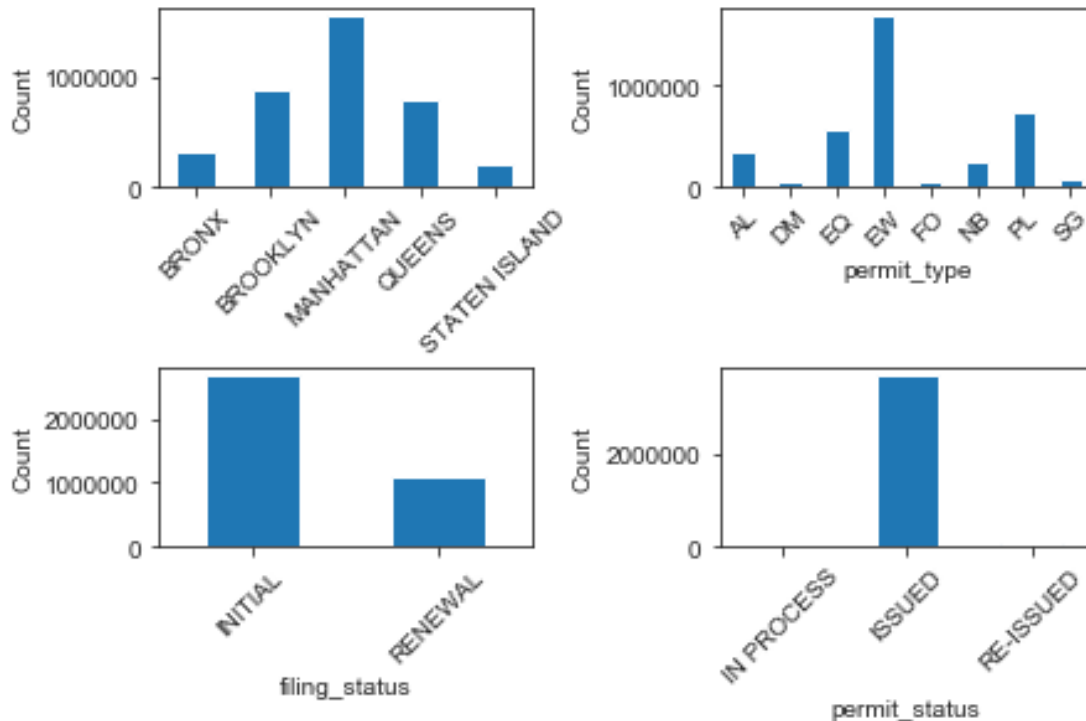 Count
1000000
0
BRONX
BROOKLYN
MANHATTAN
QUEENS
STATEN ISLAND
Count
1000000
0
AL
DM
EQ
EW
FO
NB
PL
SG
permit_type
Count
2000000
1000000
0
INITIAL
RENEWAL
filing_status
Count
2000000
0
IN PROCESS
ISSUED
RE-ISSUED
permit_status